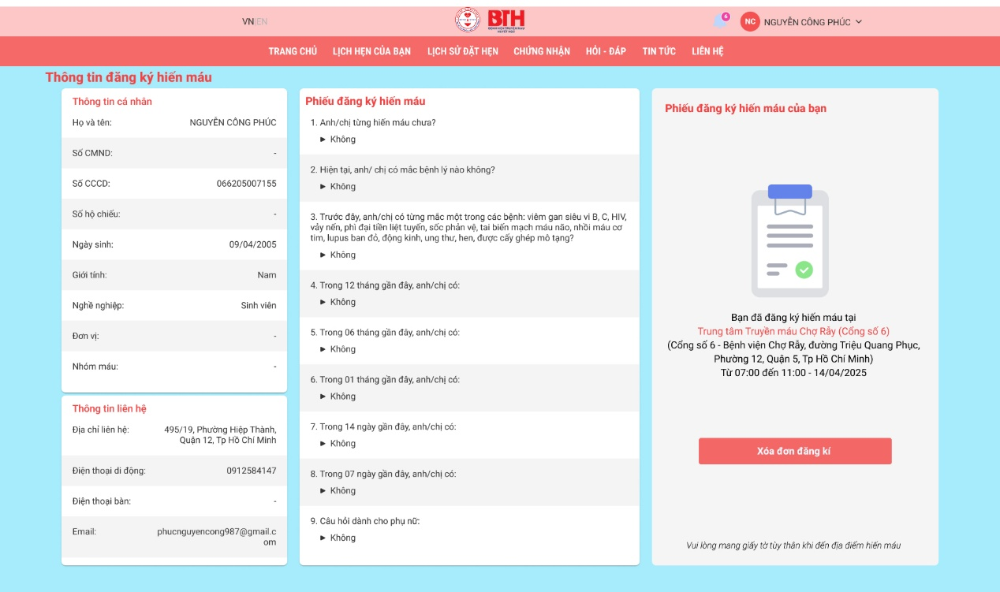 VN|EN
BTH
BỆNH VIỆN TRUYỀN MÁU
HUYẾT HỌC
6
NC NGUYỄN CÔNG PHÚC
TRANG CHỦ LỊCH HẸN CỦA BẠN LỊCH SỬ ĐẶT HẸN CHỨNG NHẬN HỎI - ĐÁP TIN TỨC LIÊN HỆ
Thông tin đăng ký hiến máu
Thông tin cá nhân
Họ và tên: NGUYỄN CÔNG PHÚC
Số CMND: -
Số CCCD: 066205007155
Số hộ chiếu: -
Ngày sinh: 09/04/2005
Giới tính: Nam
Nghề nghiệp: Sinh viên
Đơn vị: -
Nhóm máu: -
Thông tin liên hệ
Địa chỉ liên hệ: 495/19, Phường Hiệp Thành,
Quận 12, Tp Hồ Chí Minh
Điện thoại di động: 0912584147
Điện thoại bàn: -
Email: phucnguyencong987@gmail.c
om
Phiếu đăng ký hiến máu
1. Anh/chị từng hiến máu chưa?
► Không
2. Hiện tại, anh/ chị có mắc bệnh lý nào không?
► Không
3. Trước đây, anh/chị có từng mắc một trong các bệnh: viêm gan siêu vi B, C, HIV,
vảy nến, phì đại tiền liệt tuyến, sốc phản vệ, tai biến mạch máu não, nhồi máu cơ
tim, lupus ban đỏ, động kinh, ung thư, hen, được cấy ghép mô tạng?
► Không
4. Trong 12 tháng gần đây, anh/chị có:
► Không
5. Trong 06 tháng gần đây, anh/chị có:
► Không
6. Trong 01 tháng gần đây, anh/chị có:
► Không
7. Trong 14 ngày gần đây, anh/chị có:
► Không
8. Trong 07 ngày gần đây, anh/chị có:
► Không
9. Câu hỏi dành cho phụ nữ:
► Không
Phiếu đăng ký hiến máu của bạn
Bạn đã đăng ký hiến máu tại
Trung tâm Truyền máu Chợ Rẫy (Cổng số 6)
(Cổng số 6 - Bệnh viện Chợ Rẫy, đường Triệu Quang Phục,
Phường 12, Quận 5, Tp Hồ Chí Minh)
Từ 07:00 đến 11:00 - 14/04/2025
Xóa đơn đăng kí
Vui lòng mang giấy tờ tùy thân khi đến địa điểm hiến máu